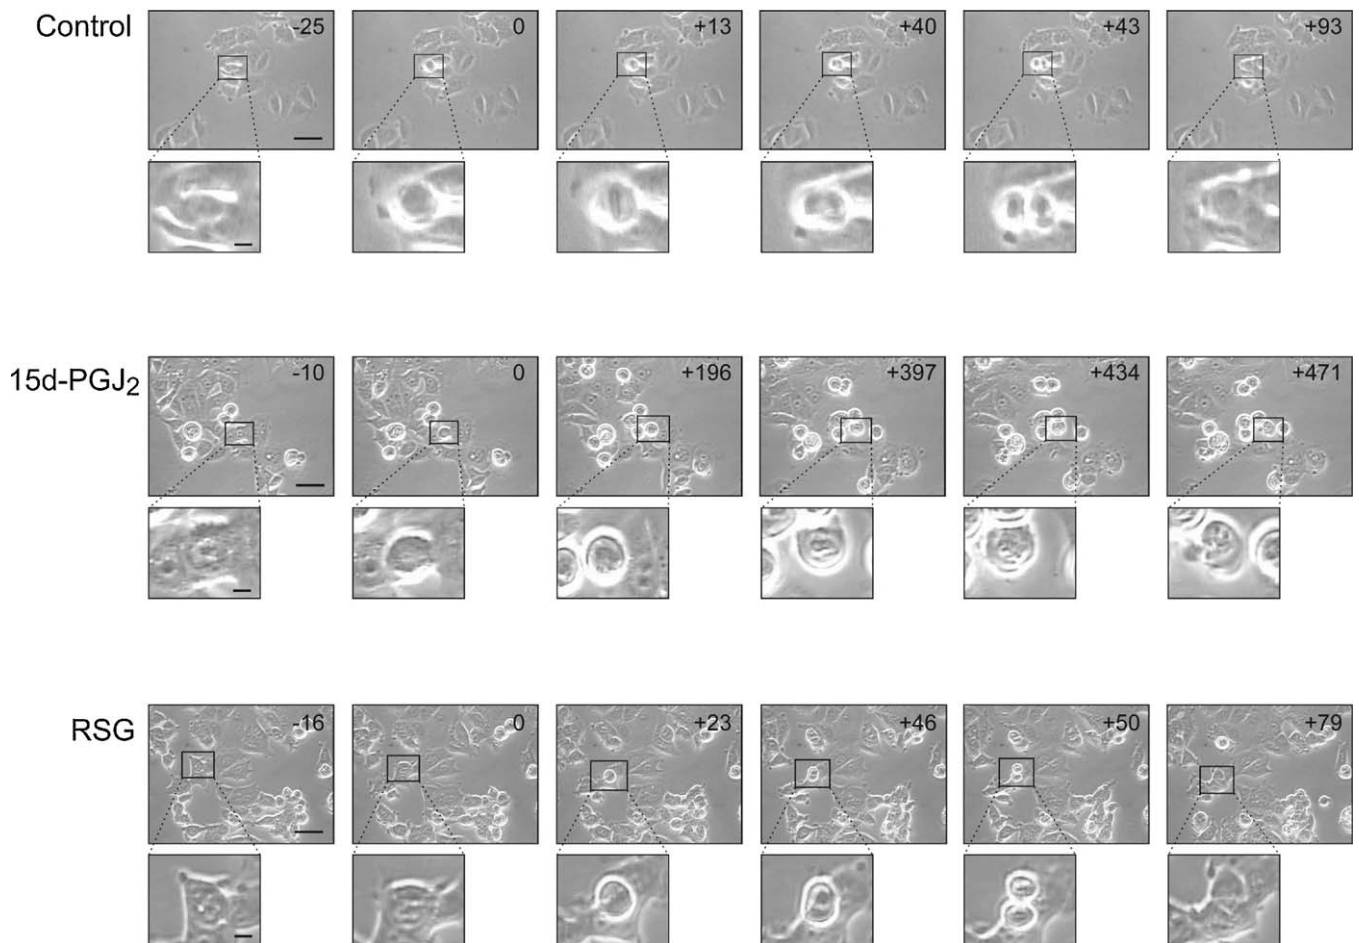 Control -25 0 +13 +40 +43 +93
15d-PGJ₂ -10 0 +196 +397 +434 +471
RSG -16 0 +23 +46 +50 +79